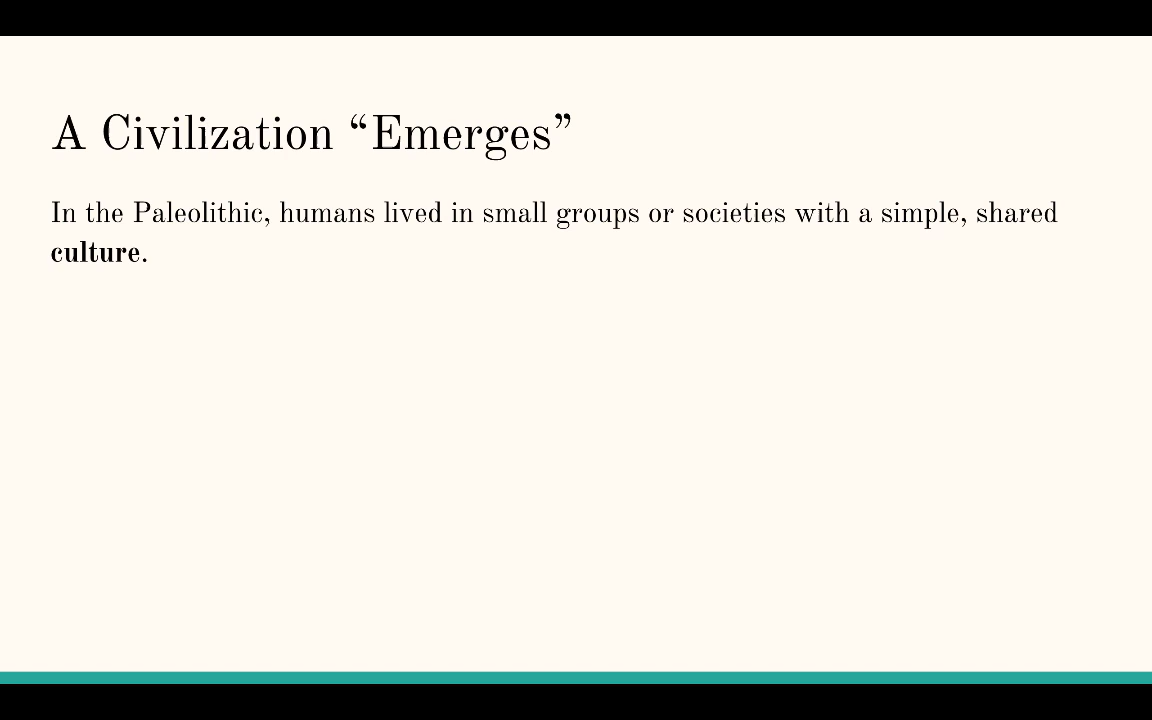 A Civilization “Emerges”
In the Paleolithic, humans lived in small groups or societies with a simple, shared
culture.